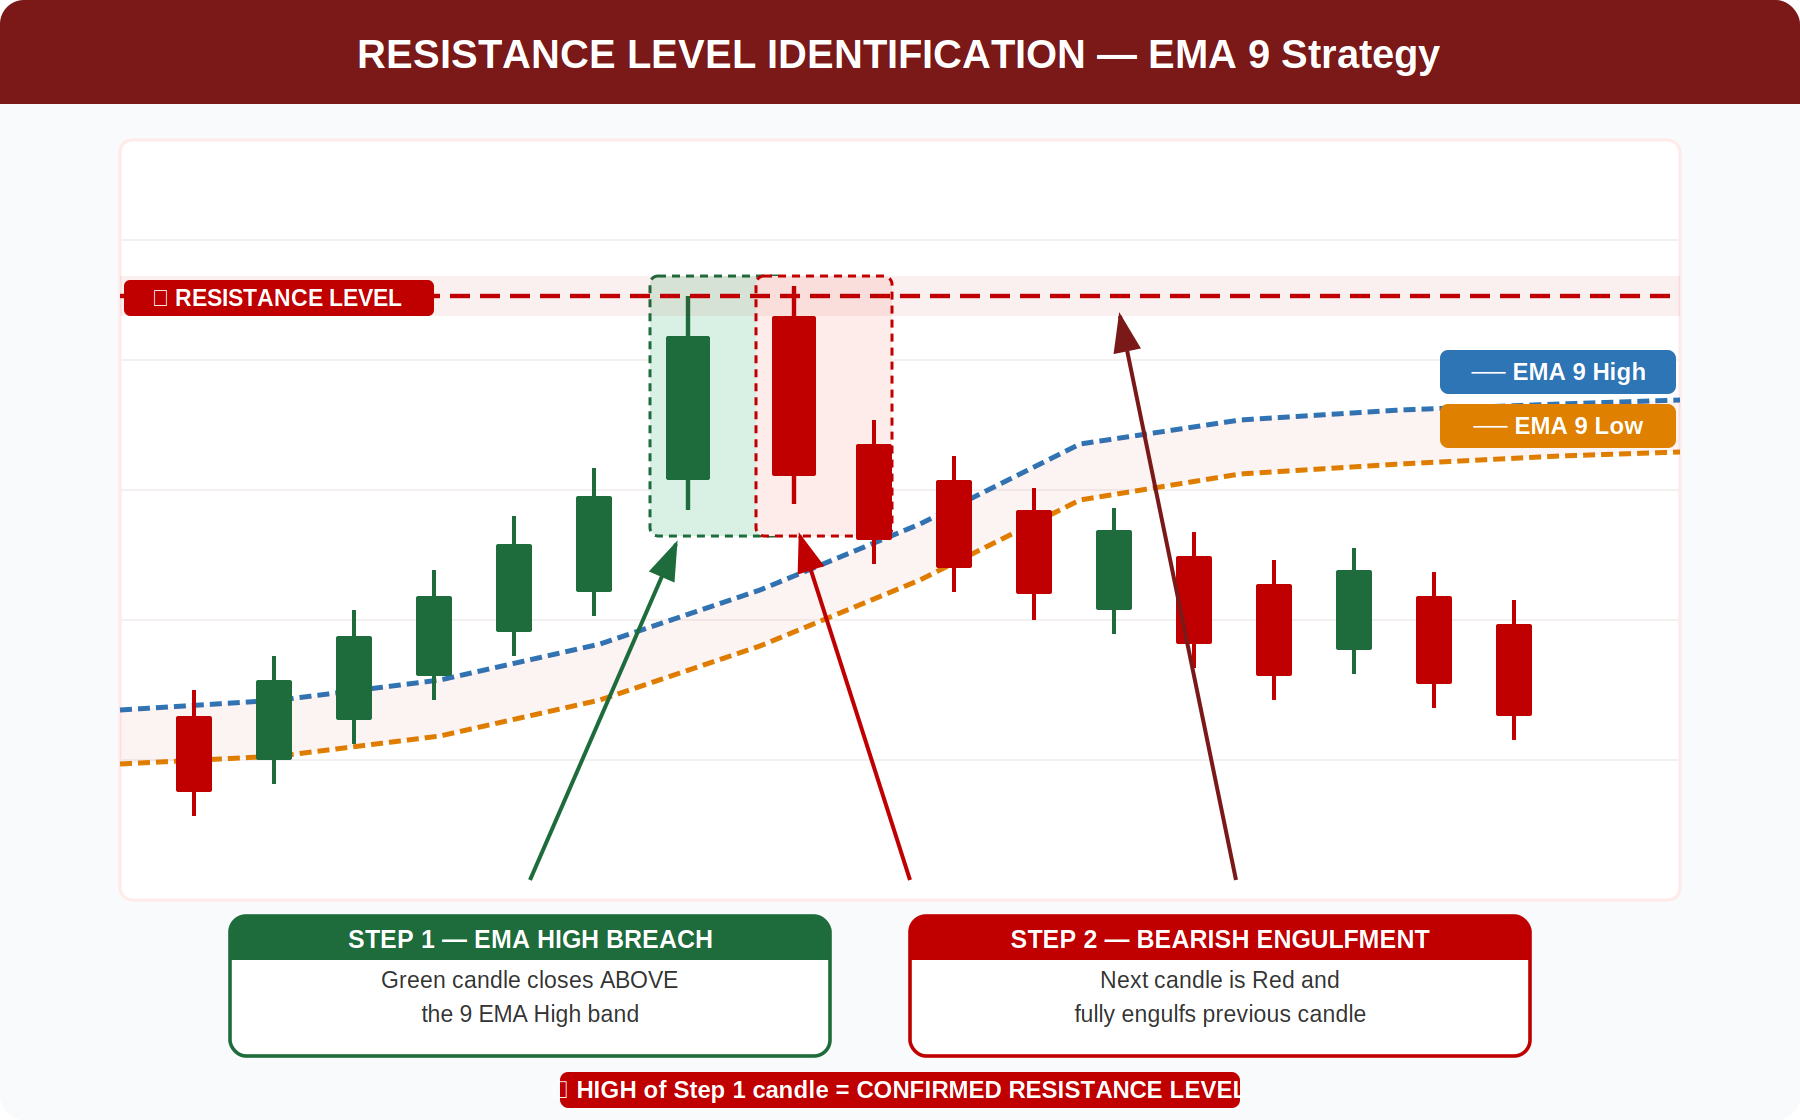 RESISTANCE LEVEL IDENTIFICATION — EMA 9 Strategy
RESISTANCE LEVEL
— EMA 9 High
— EMA 9 Low
STEP 1 — EMA HIGH BREACH
Green candle closes ABOVE
the 9 EMA High band
STEP 2 — BEARISH ENGULFMENT
Next candle is Red and
fully engulfs previous candle
HIGH of Step 1 candle = CONFIRMED RESISTANCE LEVEL